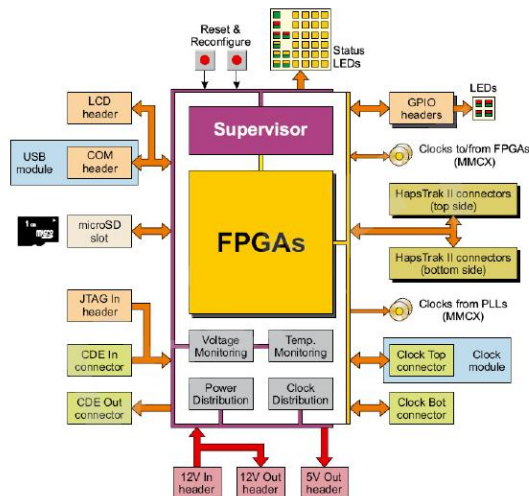 Reset &
Reconfigure
Status
LEDs
LCD
header
COM
header
USB
module
microSD
slot
JTAG In
header
CDE In
connector
CDE Out
connector
Supervisor
FPGAs
Voltage
Monitoring
Temp.
Monitoring
Power
Distribution
Clock
Distribution
GPIO
headers
LEDs
Clocks to/from FPGAs
(MMCX)
HapsTrak II connectors
(top side)
HapsTrak II connectors
(bottom side)
Clocks from PLLs
(MMCX)
Clock Top
connector
Clock
module
Clock Bot
connector
12V In
header
12V Out
header
5V Out
header